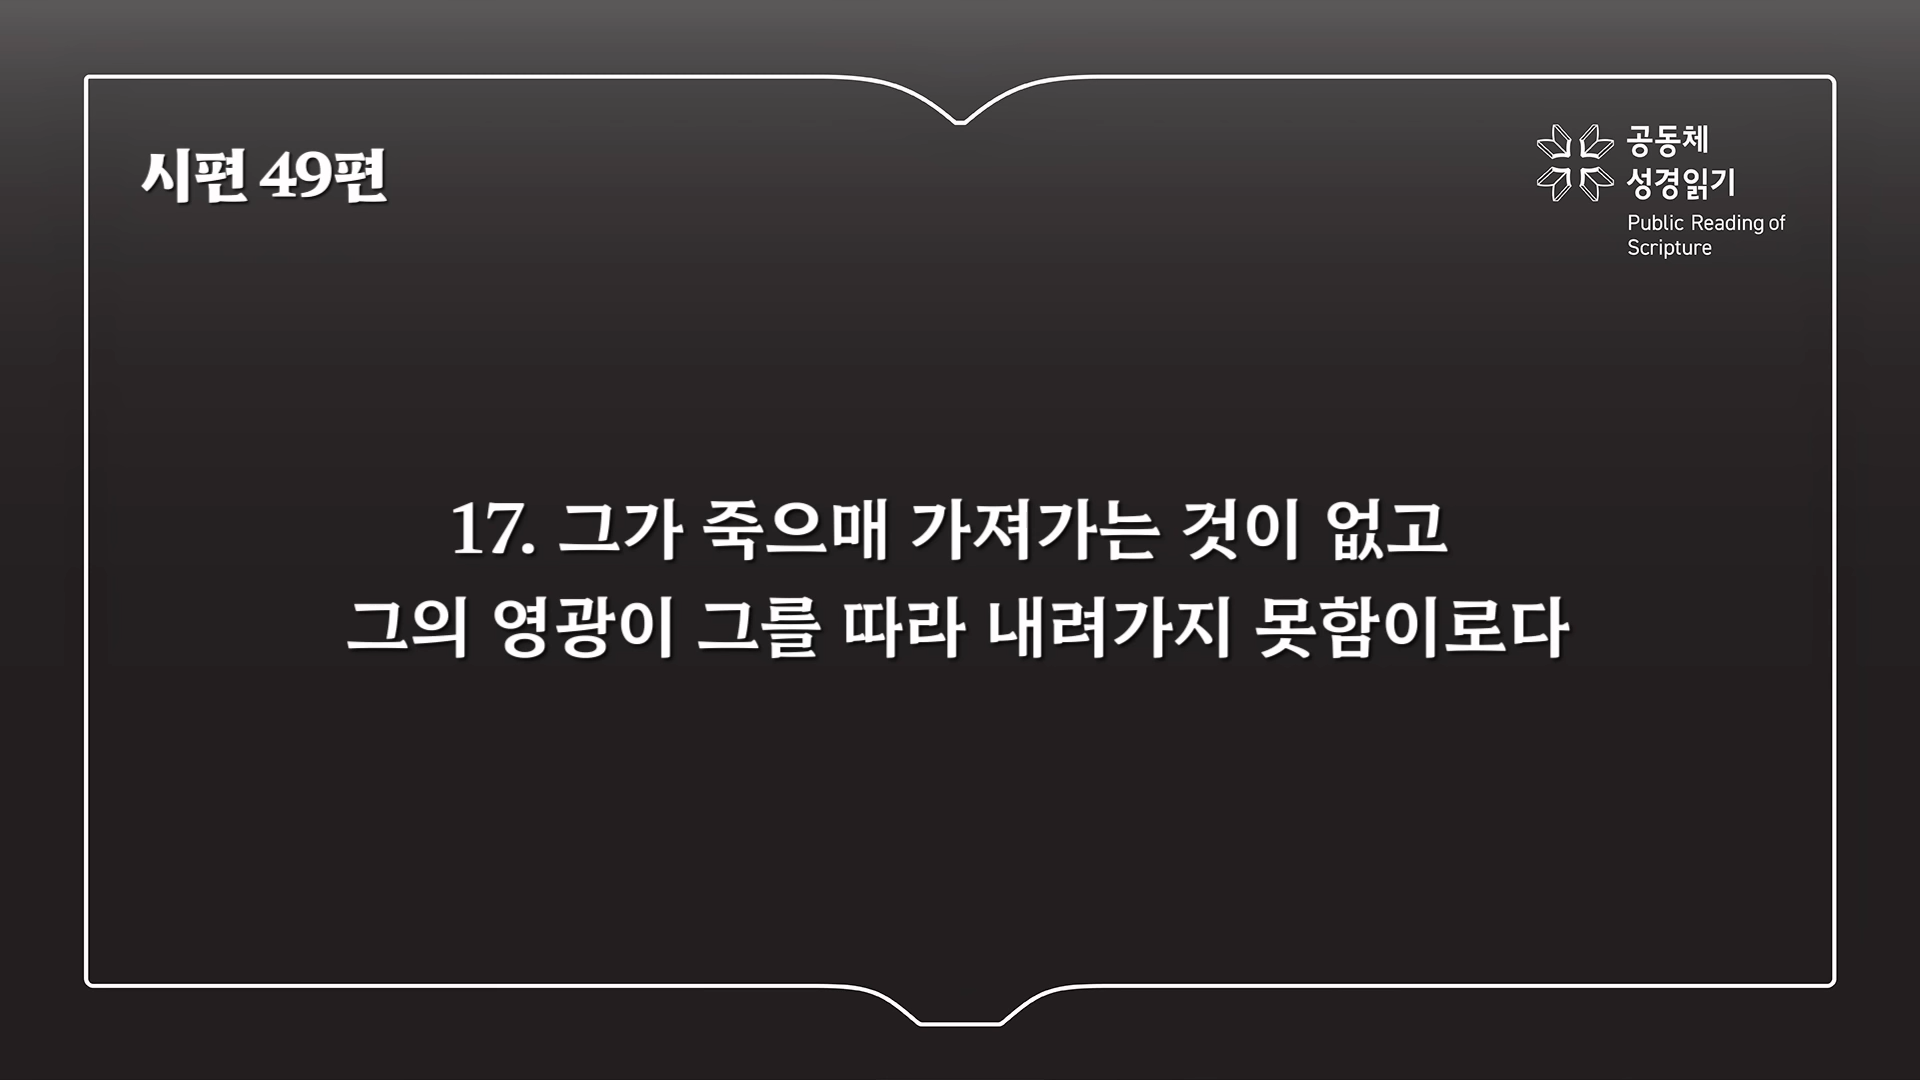 시편 49편
공동체
성경읽기
Public Reading of
Scripture
17. 그가 죽으매 가져가는 것이 없고
그의 영광이 그를 따라 내려가지 못함이로다